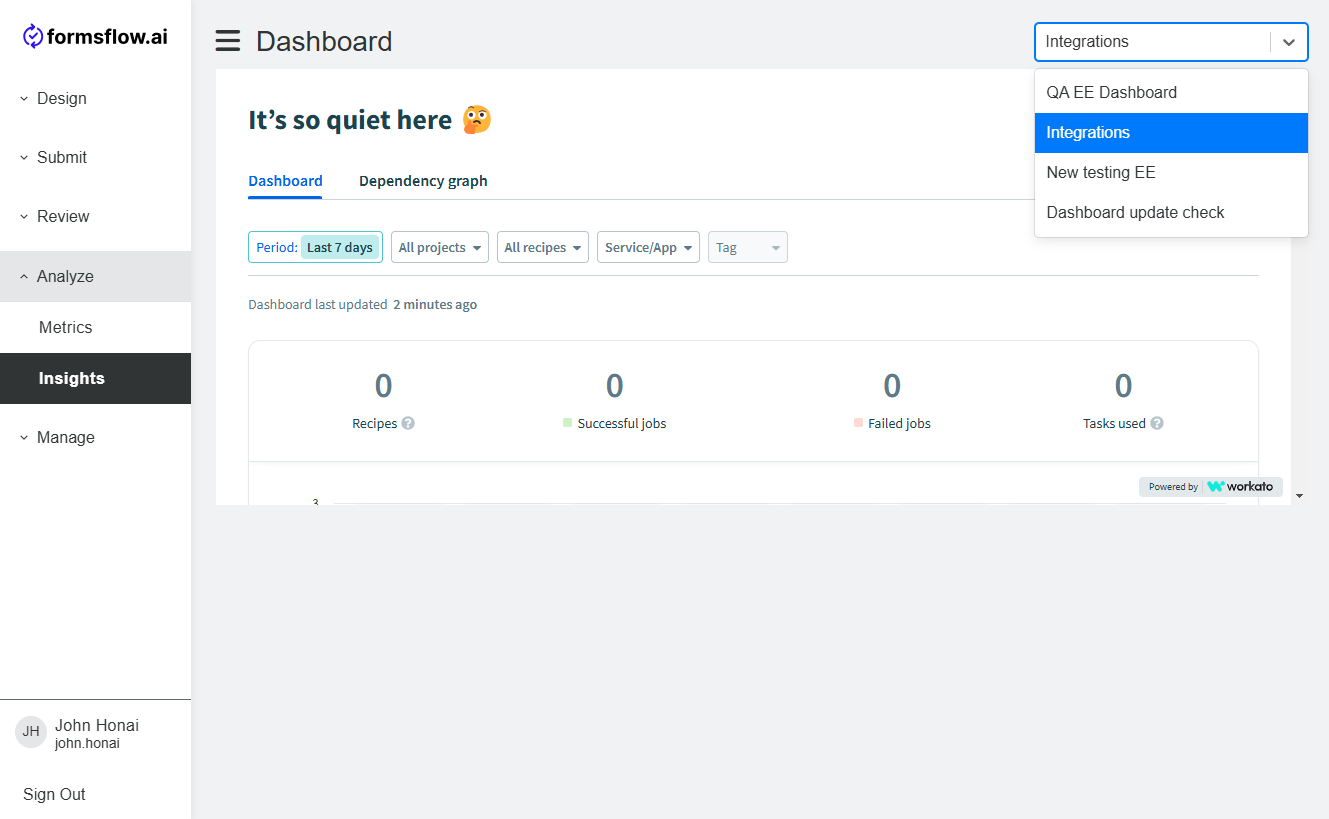 formsflow.ai
Design
Submit
Review
Analyze
Metrics
Insights
Manage
JH
John Honai
john.honai
Sign Out
Dashboard
Integrations
QA EE Dashboard
Integrations
New testing EE
Dashboard update check
It’s so quiet here
Dashboard Dependency graph
Period: Last 7 days All projects All recipes Service/App Tag
Dashboard last updated 2 minutes ago
0 0 0 0
Recipes ? Successful jobs Failed jobs Tasks used ?
3
Powered by workato